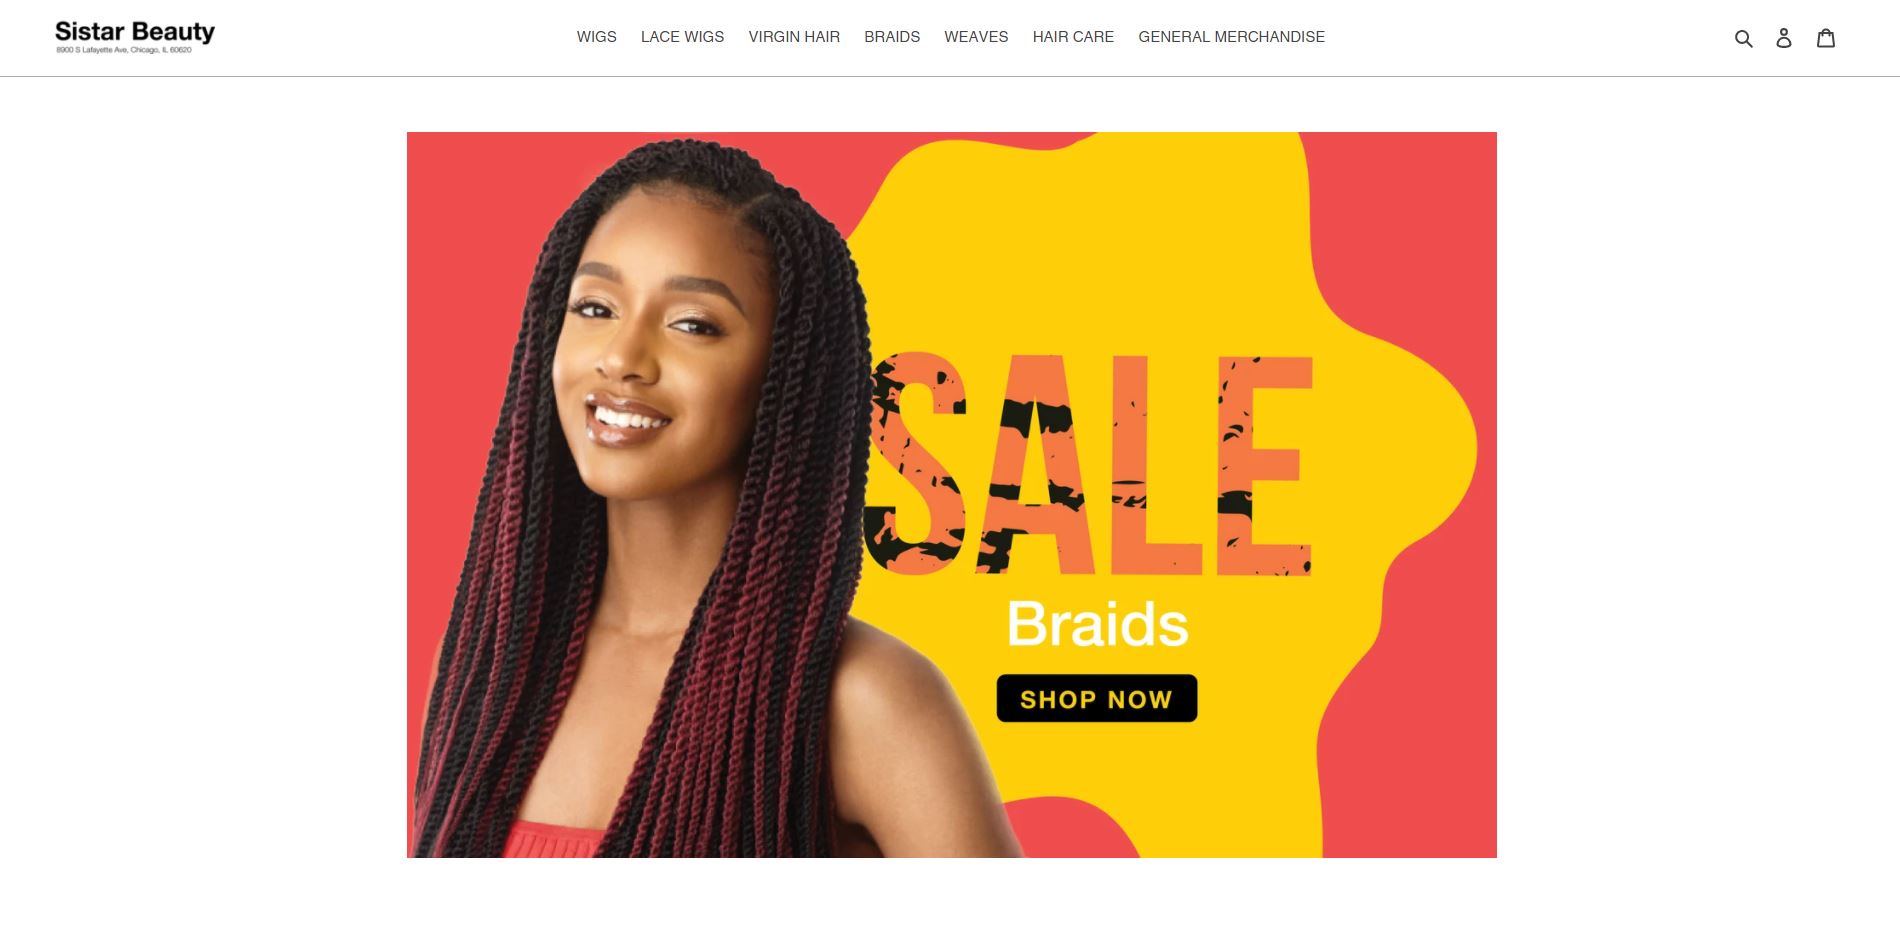 Sistar Beauty
8900 S Lafayette Ave, Chicago, IL 60620
WIGS LACE WIGS VIRGIN HAIR BRAIDS WEAVES HAIR CARE GENERAL MERCHANDISE
SALE
Braids
SHOP NOW